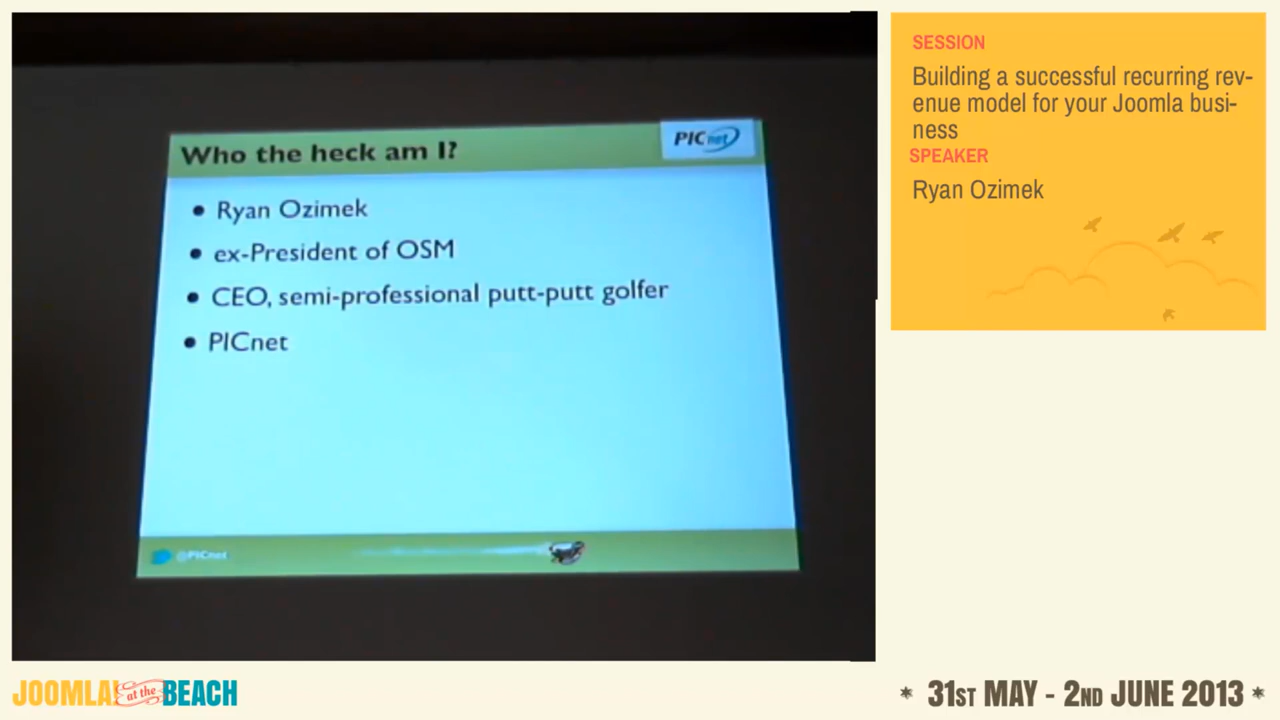 Who the heck am I?
PICnet
• Ryan Ozimek
• ex-President of OSM
• CEO, semi-professional putt-putt golfer
• PICnet
@PICnet
SESSION
Building a successful recurring rev-
enue model for your Joomla busi-
ness
SPEAKER
Ryan Ozimek
JOOMLA! at the BEACH
* 31ST MAY - 2ND JUNE 2013 *